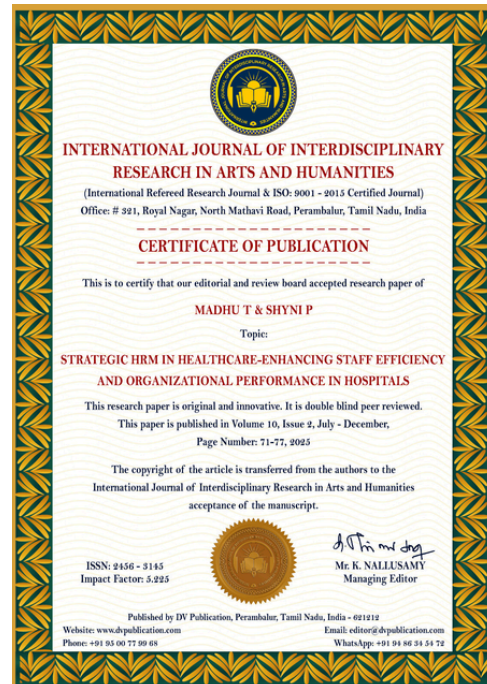 INTERNATIONAL JOURNAL OF INTERDISCIPLINARY
RESEARCH IN ARTS AND HUMANITIES
(International Refereed Research Journal & ISO: 9001 - 2015 Certified Journal)
Office: # 321, Royal Nagar, North Mathavi Road, Perambalur, Tamil Nadu, India
CERTIFICATE OF PUBLICATION
This is to certify that our editorial and review board accepted research paper of
MADHU T & SHYNI P
Topic:
STRATEGIC HRM IN HEALTHCARE-ENHANCING STAFF EFFICIENCY
AND ORGANIZATIONAL PERFORMANCE IN HOSPITALS
This research paper is original and innovative. It is double blind peer reviewed.
This paper is published in Volume 10, Issue 2, July - December,
Page Number: 71-77, 2025
The copyright of the article is transferred from the authors to the
International Journal of Interdisciplinary Research in Arts and Humanities
acceptance of the manuscript.
ISSN: 2456 - 3145
Impact Factor: 5.225
Mr. K. NALLUSAMY
Managing Editor
Published by DV Publication, Perambalur, Tamil Nadu, India - 621212
Website: www.dvpublication.com
Email: editor@dvpublication.com
Phone: +91 95 00 77 99 68
WhatsApp: +91 94 86 34 54 72